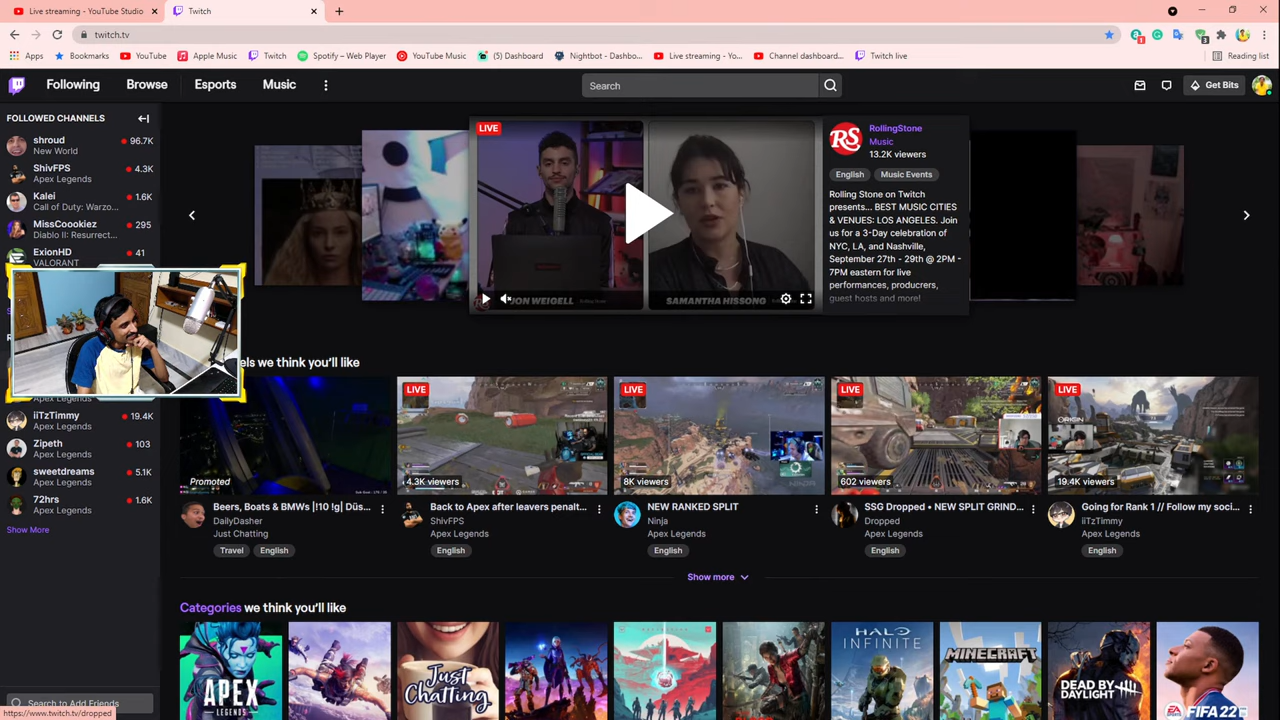 Live streaming - YouTube Studio
Twitch
twitch.tv
Apps
Bookmarks
YouTube
Apple Music
Twitch
Spotify – Web Player
YouTube Music
(4) Dashboard
Nightbot - Dashbo...
Live streaming - Yo...
Channel dashboard...
Twitch live
Reading list
Following
Browse
Esports
Music
Search
Get Bits
FOLLOWED CHANNELS
shroud
96.7K
New World
ShivFPS
4.3K
Apex Legends
Kalei
1.6K
Call of Duty: Warzo...
MissCoookiez
295
Diablo II: Resurrect...
ExionHD
41
VALORANT
Apex Legends
iiTzTimmy
19.4K
Apex Legends
Zipeth
103
Apex Legends
sweetdreams
5.1K
Apex Legends
72hrs
1.6K
Apex Legends
Show More
Search to Add Friends
https://www.twitch.tv/dropped
LIVE
JON WEIGELL
SAMANTHA HISSONG
RS
RollingStone
Music
13.2K viewers
English
Music Events
Rolling Stone on Twitch
presents... BEST MUSIC CITIES
& VENUES: LOS ANGELES. Join
us for a 3-Day celebration of
NYC, LA, and Nashville,
September 27th - 29th @ 2PM -
7PM eastern for live
performances, producers,
guest hosts and more!
els we think you'll like
Promoted
Beers, Boats & BMWs |!10 !g| Düs...
DailyDasher
Just Chatting
Travel
English
LIVE
4.3K viewers
Back to Apex after leavers penalt...
ShivFPS
Apex Legends
English
LIVE
8K viewers
NEW RANKED SPLIT
Ninja
Apex Legends
English
LIVE
602 viewers
SSG Dropped • NEW SPLIT GRIND...
Dropped
Apex Legends
English
LIVE
ORIGIN
19.4K viewers
Going for Rank 1 // Follow my soci...
iiTzTimmy
Apex Legends
English
Show more
Categories we think you'll like
APEX
LEGENDS
Just
Chatting
HALO
INFINITE
MINECRAFT
DEAD BY
DAYLIGHT
EA SPORTS
FIFA 22